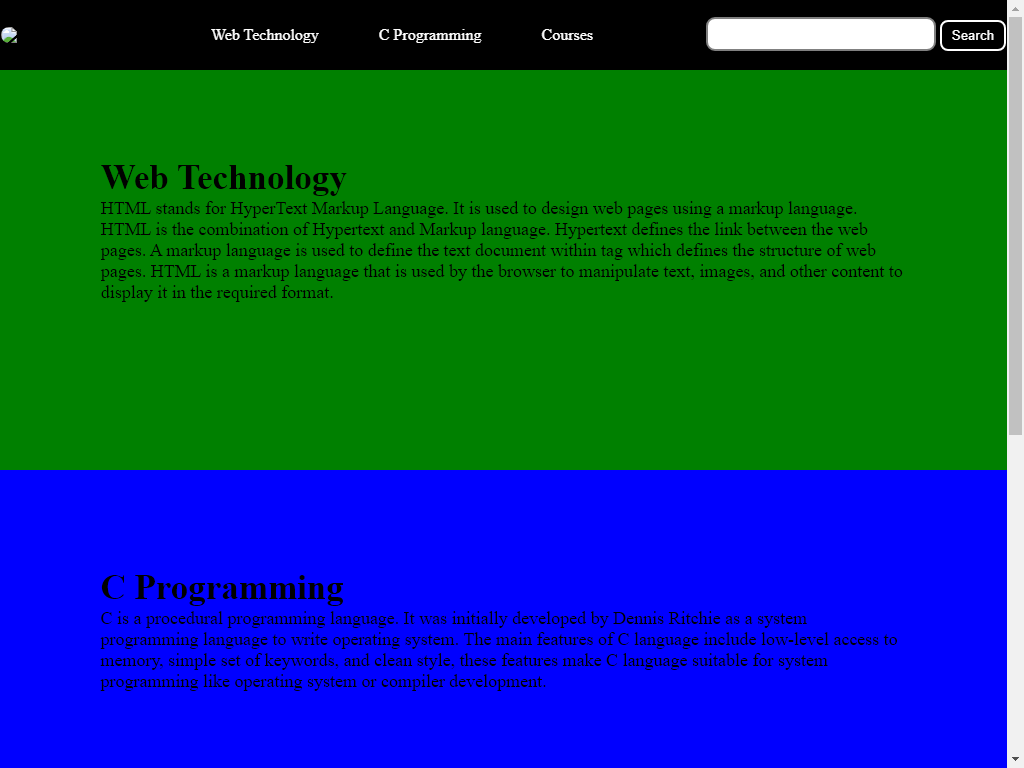 Web Technology
C Programming
Courses
Search
Web Technology
HTML stands for HyperText Markup Language. It is used to design web pages using a markup language.
HTML is the combination of Hypertext and Markup language. Hypertext defines the link between the web
pages. A markup language is used to define the text document within tag which defines the structure of web
pages. HTML is a markup language that is used by the browser to manipulate text, images, and other content to
display it in the required format.
C Programming
C is a procedural programming language. It was initially developed by Dennis Ritchie as a system
programming language to write operating system. The main features of C language include low-level access to
memory, simple set of keywords, and clean style, these features make C language suitable for system
programming like operating system or compiler development.